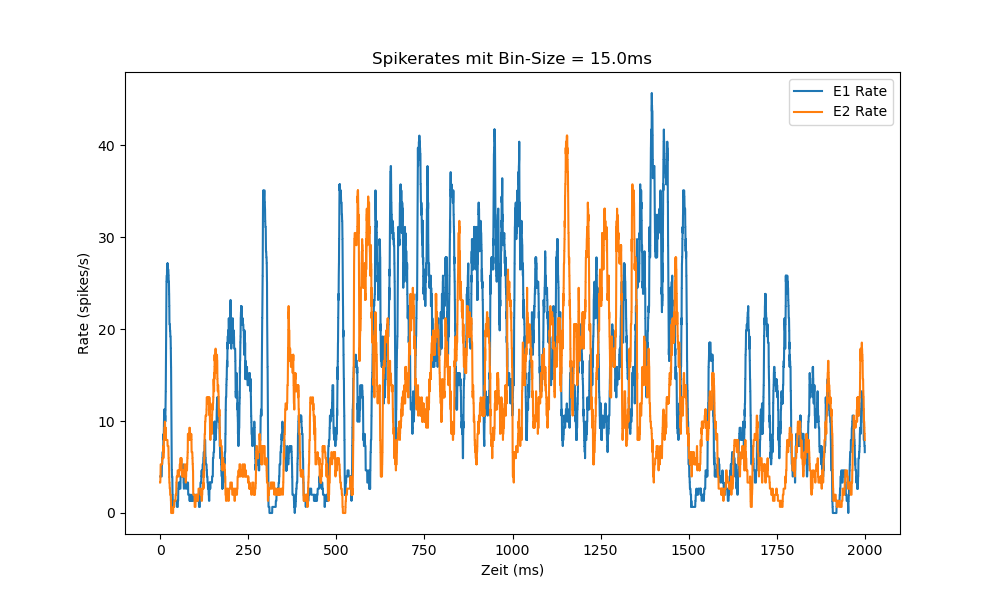 Spikerates mit Bin-Size = 15.0ms
E1 Rate
E2 Rate
40
30
20
10
0
Rate (spikes/s)
0 250 500 750 1000 1250 1500 1750 2000
Zeit (ms)